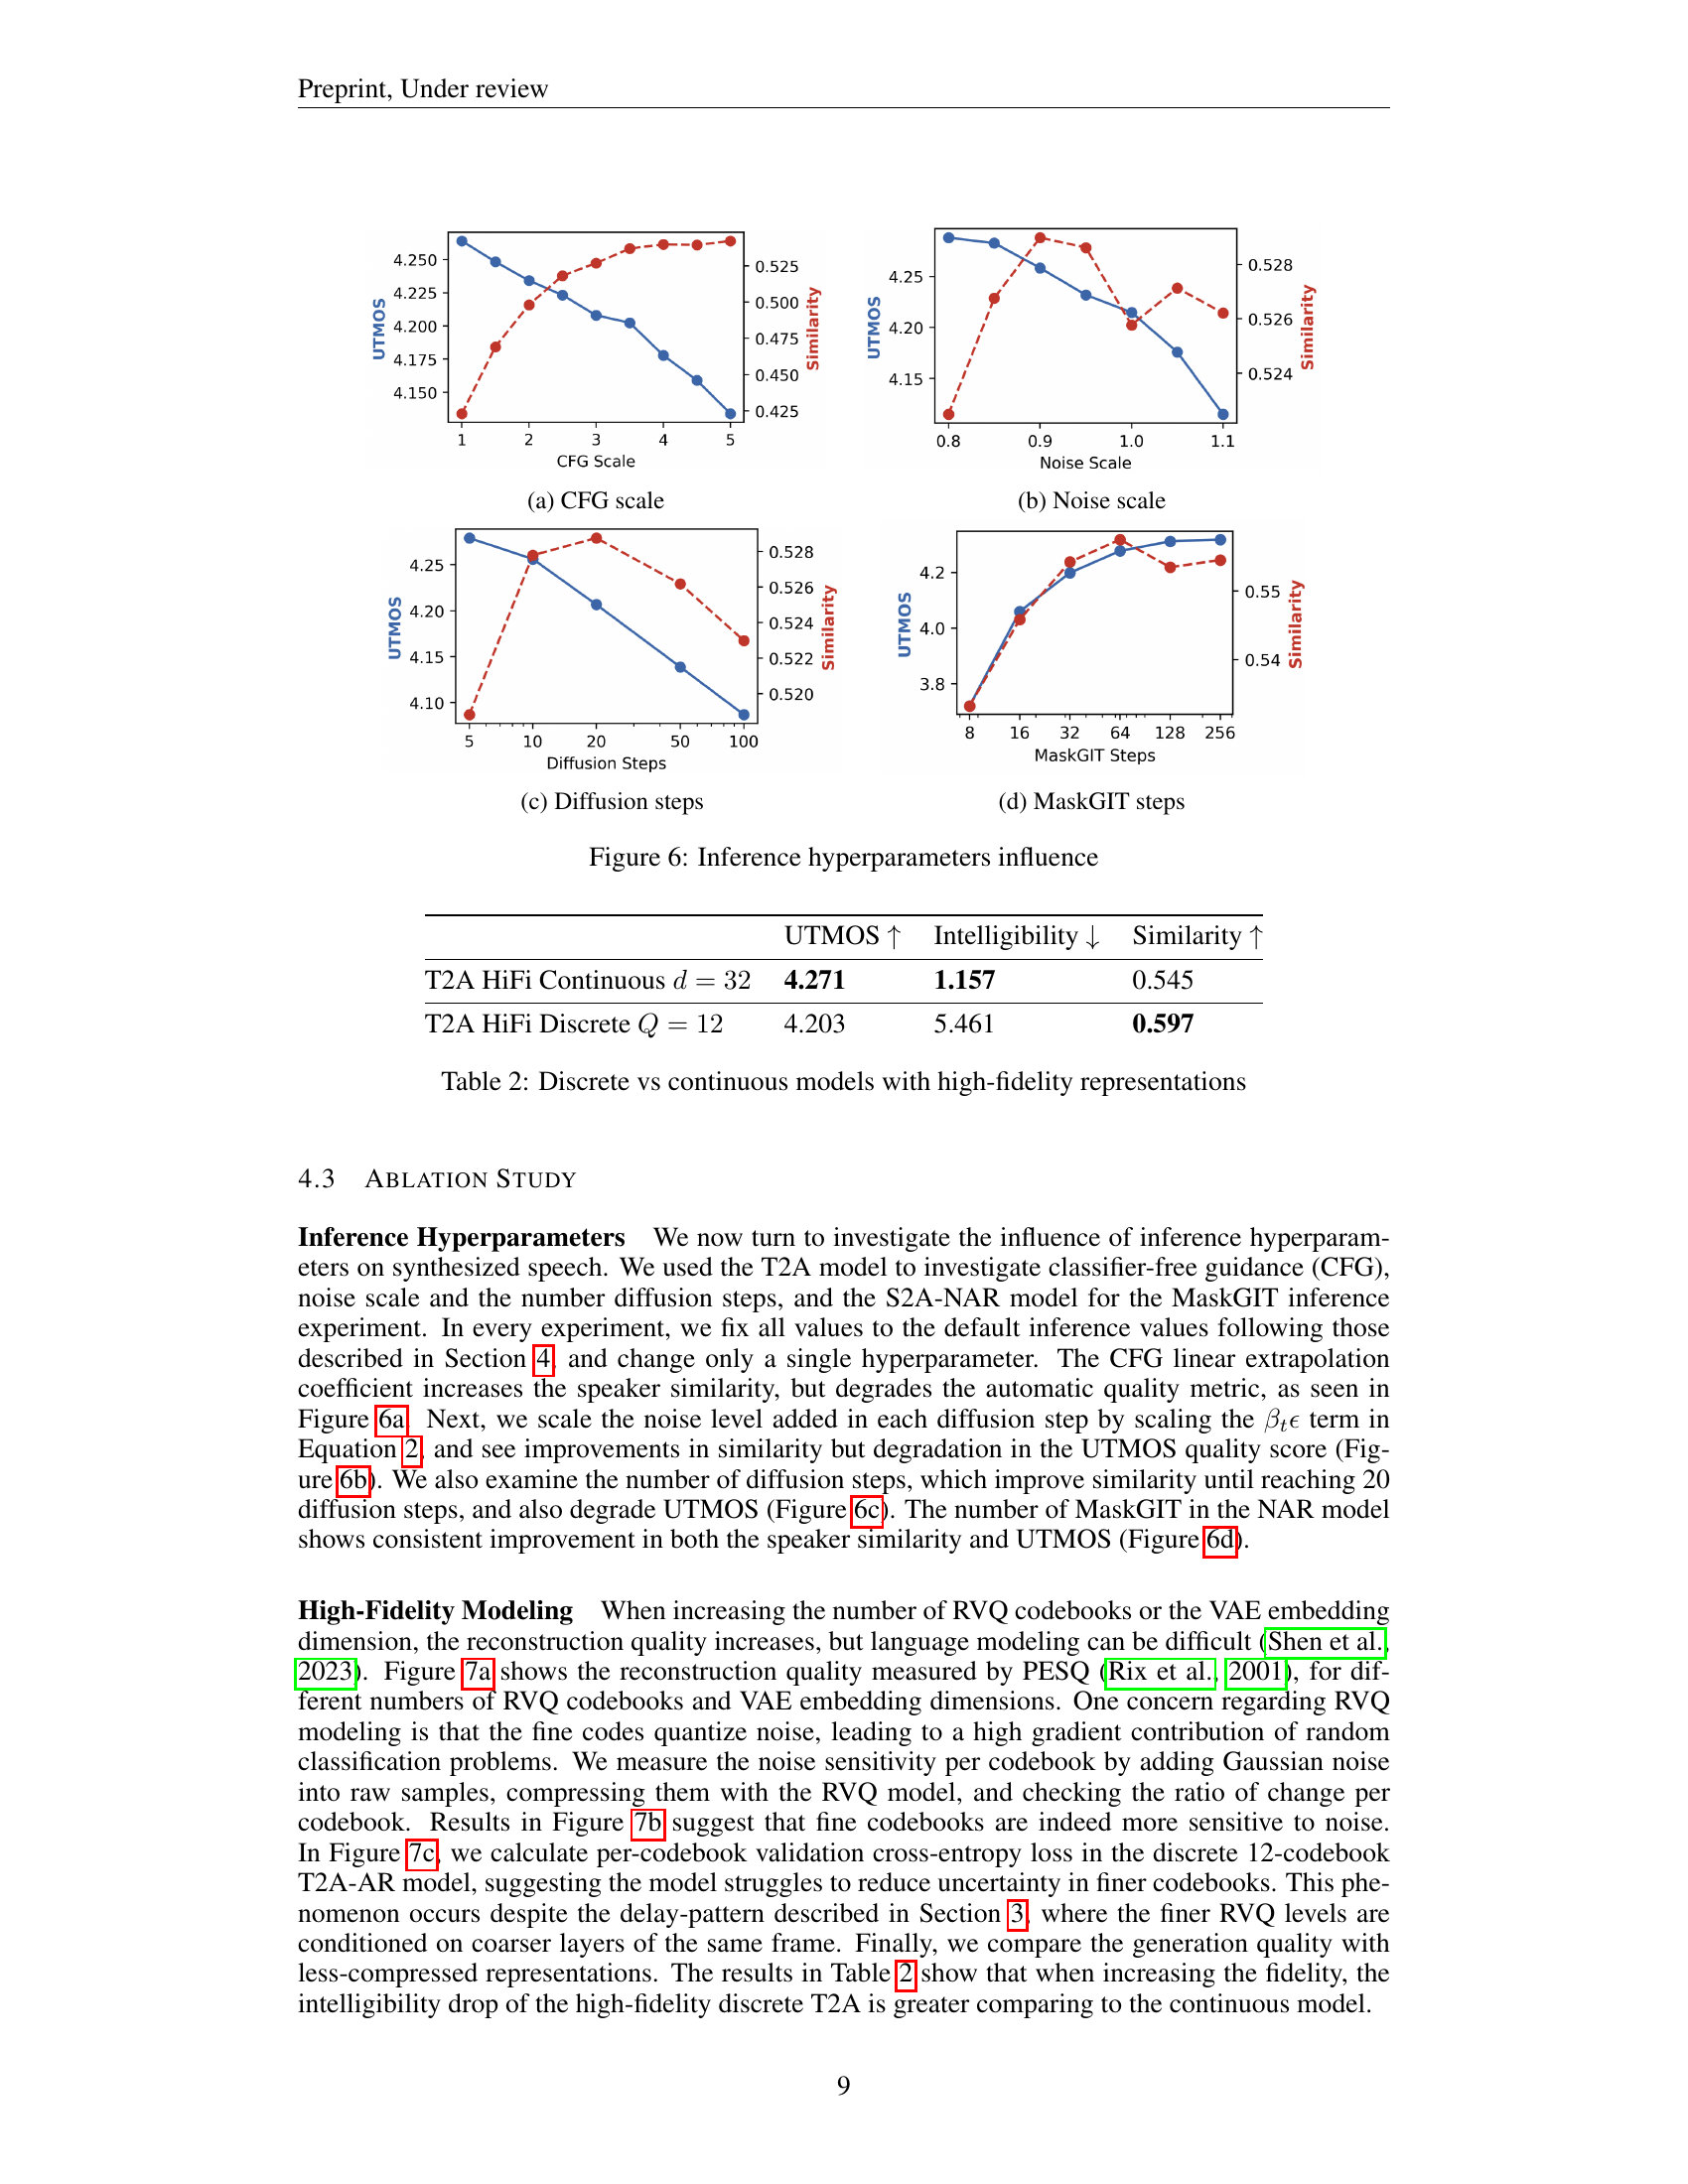 Preprint, Under review
4.250
4.225
4.200
4.175
4.150
UTMOS
0.525
0.500
0.475
0.450
0.425
Similarity
1 2 3 4 5
CFG Scale
(a) CFG scale
4.25
4.20
4.15
UTMOS
0.528
0.526
0.524
Similarity
0.8 0.9 1.0 1.1
Noise Scale
(b) Noise scale
4.25
4.20
4.15
4.10
UTMOS
0.528
0.526
0.524
0.522
0.520
Similarity
5 10 20 50 100
Diffusion Steps
(c) Diffusion steps
4.2
4.0
3.8
UTMOS
0.55
0.54
Similarity
8 16 32 64 128 256
MaskGIT Steps
(d) MaskGIT steps
Figure 6: Inference hyperparameters influence
UTMOS ↑ Intelligibility ↓ Similarity ↑
T2A HiFi Continuous d = 32 4.271 1.157 0.545
T2A HiFi Discrete Q = 12 4.203 5.461 0.597
Table 2: Discrete vs continuous models with high-fidelity representations
4.3 ABLATION STUDY
Inference Hyperparameters We now turn to investigate the influence of inference hyperparam-
eters on synthesized speech. We used the T2A model to investigate classifier-free guidance (CFG),
noise scale and the number diffusion steps, and the S2A-NAR model for the MaskGIT inference
experiment. In every experiment, we fix all values to the default inference values following those
described in Section 4, and change only a single hyperparameter. The CFG linear extrapolation
coefficient increases the speaker similarity, but degrades the automatic quality metric, as seen in
Figure 6a. Next, we scale the noise level added in each diffusion step by scaling the βₜϵ term in
Equation 2, and see improvements in similarity but degradation in the UTMOS quality score (Fig-
ure 6b). We also examine the number of diffusion steps, which improve similarity until reaching 20
diffusion steps, and also degrade UTMOS (Figure 6c). The number of MaskGIT in the NAR model
shows consistent improvement in both the speaker similarity and UTMOS (Figure 6d).
High-Fidelity Modeling When increasing the number of RVQ codebooks or the VAE embedding
dimension, the reconstruction quality increases, but language modeling can be difficult (Shen et al.,
2023). Figure 7a shows the reconstruction quality measured by PESQ (Rix et al., 2001), for dif-
ferent numbers of RVQ codebooks and VAE embedding dimensions. One concern regarding RVQ
modeling is that the fine codes quantize noise, leading to a high gradient contribution of random
classification problems. We measure the noise sensitivity per codebook by adding Gaussian noise
into raw samples, compressing them with the RVQ model, and checking the ratio of change per
codebook. Results in Figure 7b suggest that fine codebooks are indeed more sensitive to noise.
In Figure 7c, we calculate per-codebook validation cross-entropy loss in the discrete 12-codebook
T2A-AR model, suggesting the model struggles to reduce uncertainty in finer codebooks. This phe-
nomenon occurs despite the delay-pattern described in Section 3, where the finer RVQ levels are
conditioned on coarser layers of the same frame. Finally, we compare the generation quality with
less-compressed representations. The results in Table 2 show that when increasing the fidelity, the
intelligibility drop of the high-fidelity discrete T2A is greater comparing to the continuous model.
9